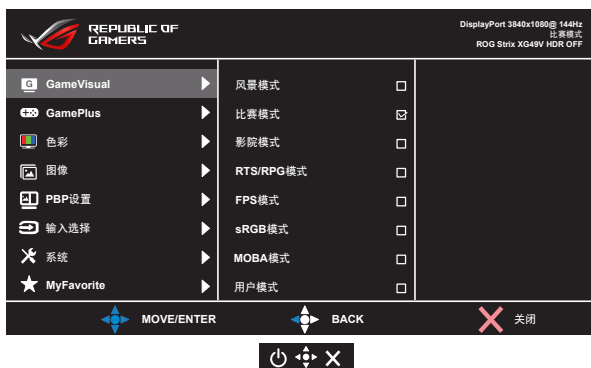 REPUBLIC OF
GAMERS
DisplayPort 3840x1080@ 144Hz
比赛模式
ROG Strix XG49V HDR OFF
G GameVisual
GamePlus
色彩
图像
PBP设置
输入选择
系统
MyFavorite
风景模式
比赛模式
影院模式
RTS/RPG模式
FPS模式
sRGB模式
MOBA模式
用户模式
MOVE/ENTER
BACK
关闭